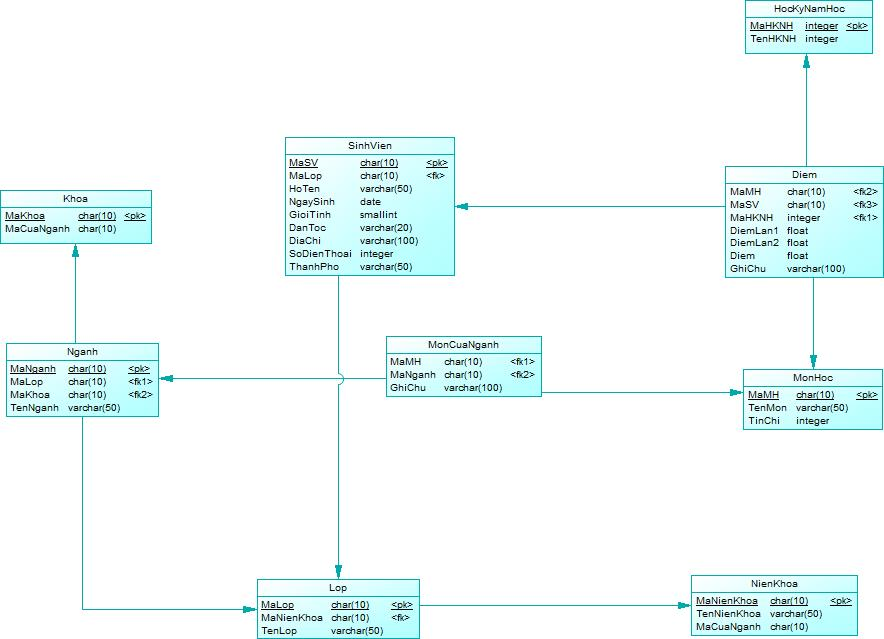 HocKyNamHoc
MaHKNH integer <pk>
TenHKNH integer
SinhVien
MaSV char(10) <pk>
MaLop char(10) <fk>
HoTen varchar(50)
NgaySinh date
GioiTinh smallint
DanToc varchar(20)
DiaChi varchar(100)
SoDienThoai integer
ThanhPho varchar(50)
Diem
MaMH char(10) <fk2>
MaSV char(10) <fk3>
MaHKNH integer <fk1>
DiemLan1 float
DiemLan2 float
Diem float
GhiChu varchar(100)
Khoa
MaKhoa char(10) <pk>
MaCuaNganh char(10)
Nganh
MaNganh char(10) <pk>
MaLop char(10) <fk1>
MaKhoa char(10) <fk2>
TenNganh varchar(50)
MonCuaNganh
MaMH char(10) <fk1>
MaNganh char(10) <fk2>
GhiChu varchar(100)
MonHoc
MaMH char(10) <pk>
TenMon varchar(50)
TinChi integer
Lop
MaLop char(10) <pk>
MaNienKhoa char(10) <fk>
TenLop varchar(50)
NienKhoa
MaNienKhoa char(10) <pk>
TenNienKhoa varchar(50)
MaCuaNganh char(10)